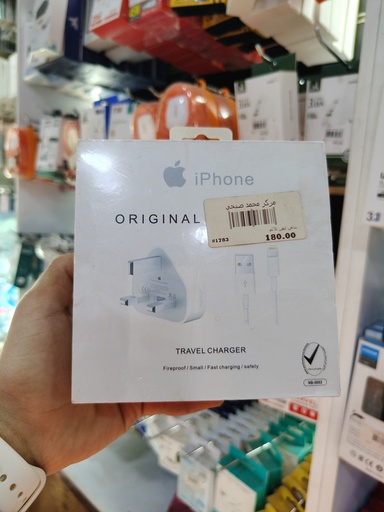 iPhone
ORIGINAL
مركز محمد صبحي
#1783
180.00
TRAVEL CHARGER
Fireproof / Small / Fast charging / safety